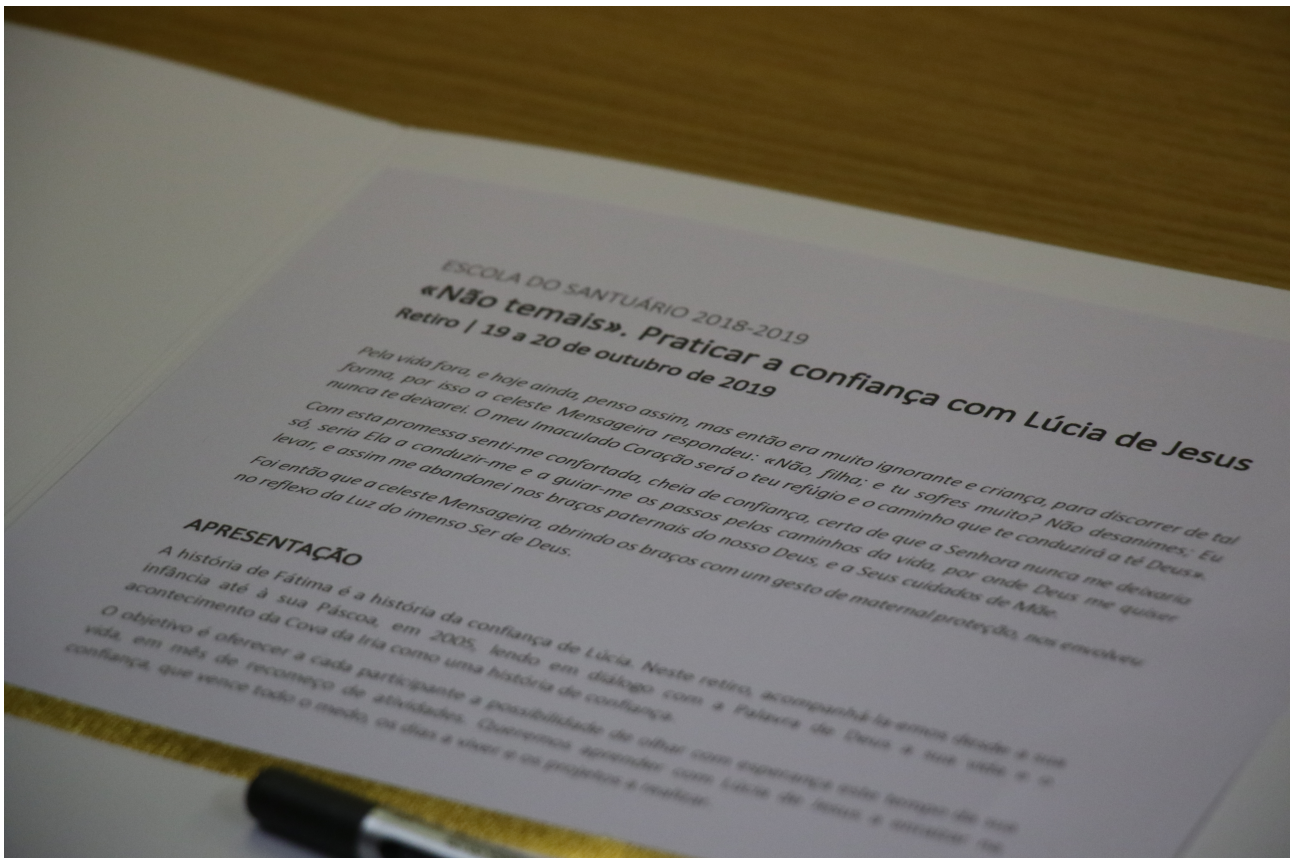 ESCOLA DO SANTUÁRIO 2018-2019
«Não temais». Praticar a confiança com Lúcia de Jesus
Retiro | 19 a 20 de outubro de 2019
Pela vida fora, e hoje ainda, penso assim, mas então era muito ignorante e criança, para discorrer de tal
forma, por isso a celeste Mensageira respondeu: «Não, filha; e tu sofres muito? Não desanimes; Eu
nunca te deixarei. O meu Imaculado Coração será o teu refúgio e o caminho que te conduzirá a té Deus».
Com esta promessa senti-me confortada, cheia de confiança, certa de que a Senhora nunca me deixaria
só, seria Ela a conduzir-me e a guiar-me os passos pelos caminhos da vida, por onde Deus me quiser
levar, e assim me abandonei nos braços paternais do nosso Deus, e a Seus cuidados de Mãe.
Foi então que a celeste Mensageira, abrindo os braços com um gesto de maternal proteção, nos envolveu
no reflexo da Luz do imenso Ser de Deus.
APRESENTAÇÃO
A história de Fátima é a história da confiança de Lúcia. Neste retiro, acompanhá-la-emos desde a sua
infância até à sua Páscoa, em 2005, lendo em diálogo com a Palavra de Deus a sua vida e o
acontecimento da Cova da Iria como uma história de confiança.
O objetivo é oferecer a cada participante a possibilidade de olhar com esperança este tempo da sua
vida, em mês de recomeço de atividades. Queremos aprender com Lúcia de Jesus a
confiança, que vence todo o medo, os dias a viver e os projetos a realizar.